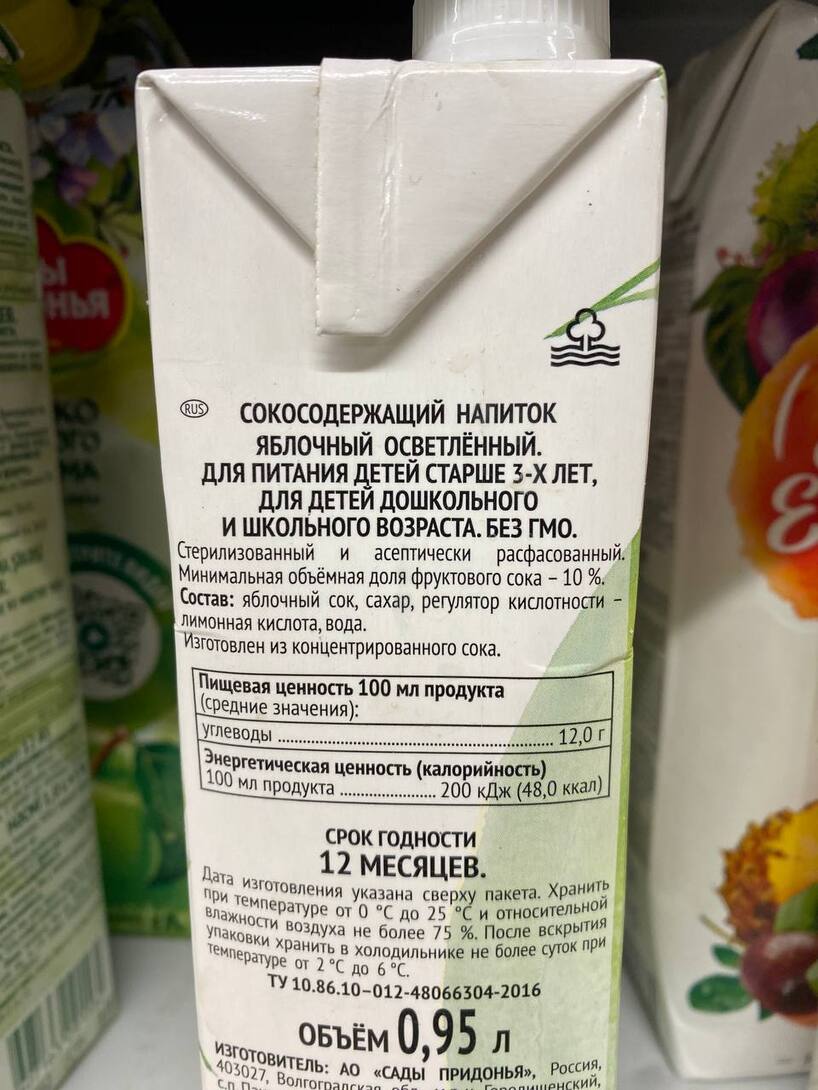 RUS
СОКОСОДЕРЖАЩИЙ НАПИТОК
ЯБЛОЧНЫЙ ОСВЕТЛЁННЫЙ.
ДЛЯ ПИТАНИЯ ДЕТЕЙ СТАРШЕ 3-Х ЛЕТ,
ДЛЯ ДЕТЕЙ ДОШКОЛЬНОГО
И ШКОЛЬНОГО ВОЗРАСТА. БЕЗ ГМО.
Стерилизованный и асептически расфасованный.
Минимальная объёмная доля фруктового сока – 10 %.
Состав: яблочный сок, сахар, регулятор кислотности –
лимонная кислота, вода.
Изготовлен из концентрированного сока.
Пищевая ценность 100 мл продукта
(средние значения):
углеводы ........................................................ 12,0 г
Энергетическая ценность (калорийность)
100 мл продукта .................... 200 кДж (48,0 ккал)
СРОК ГОДНОСТИ
12 МЕСЯЦЕВ.
Дата изготовления указана сверху пакета. Хранить
при температуре от 0 °С до 25 °С и относительной
влажности воздуха не более 75 %. После вскрытия
упаковки хранить в холодильнике не более суток при
температуре от 2 °С до 6 °С.
ТУ 10.86.10–012-48066304-2016
ОБЪЁМ 0,95 л
ИЗГОТОВИТЕЛЬ: АО «САДЫ ПРИДОНЬЯ», Россия,
403027, Волгоградская обл., Городищенский,